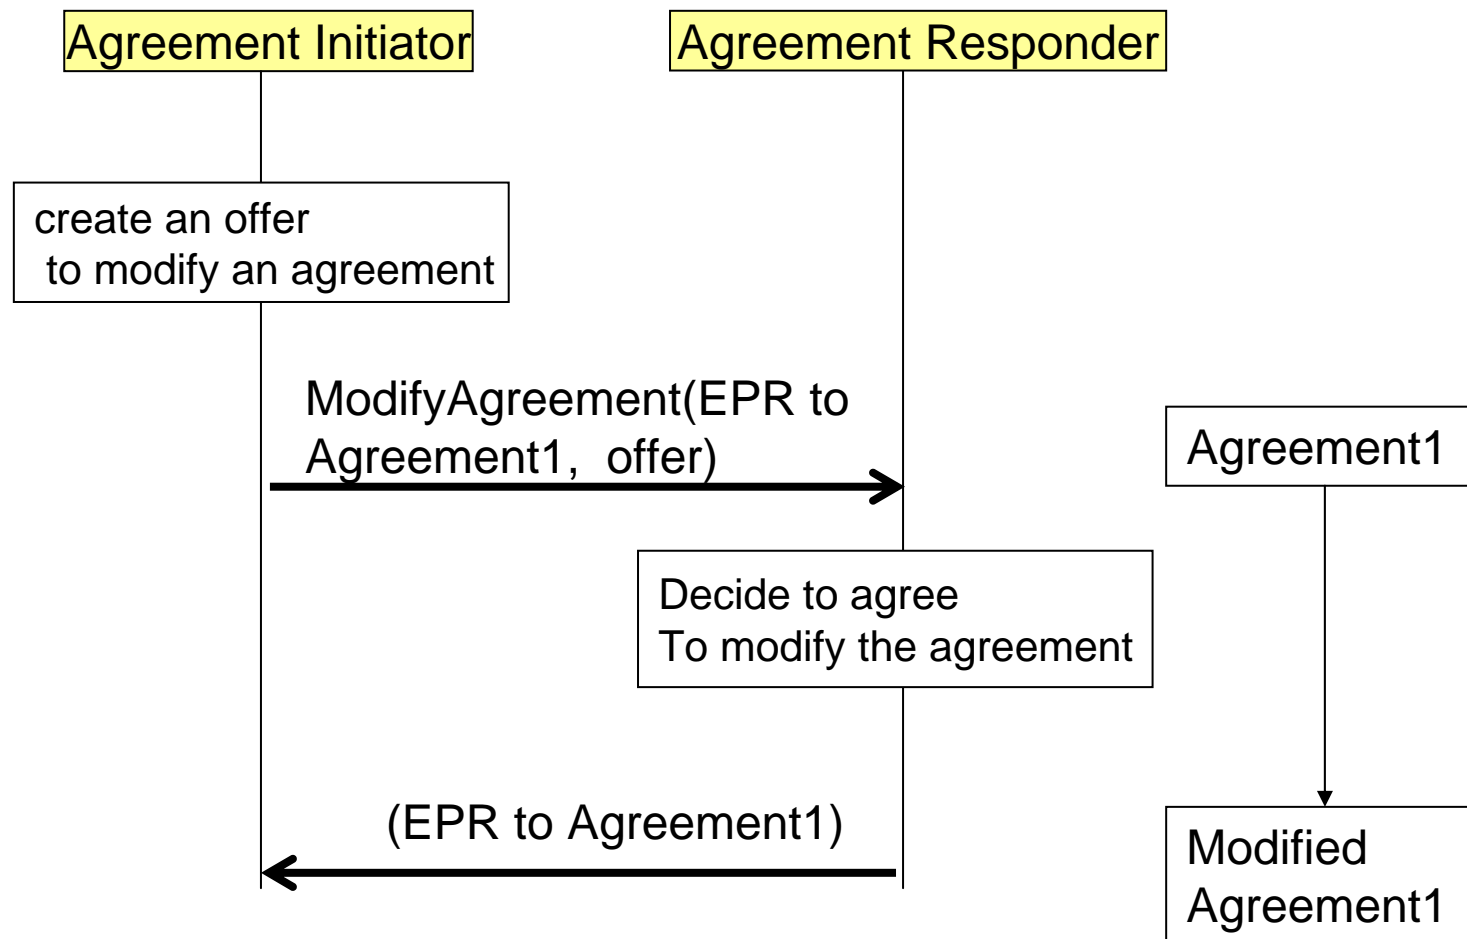 Agreement Initiator
Agreement Responder
create an offer
to modify an agreement
ModifyAgreement(EPR to
Agreement1, offer)
Agreement1
Decide to agree
To modify the agreement
(EPR to Agreement1)
Modified
Agreement1